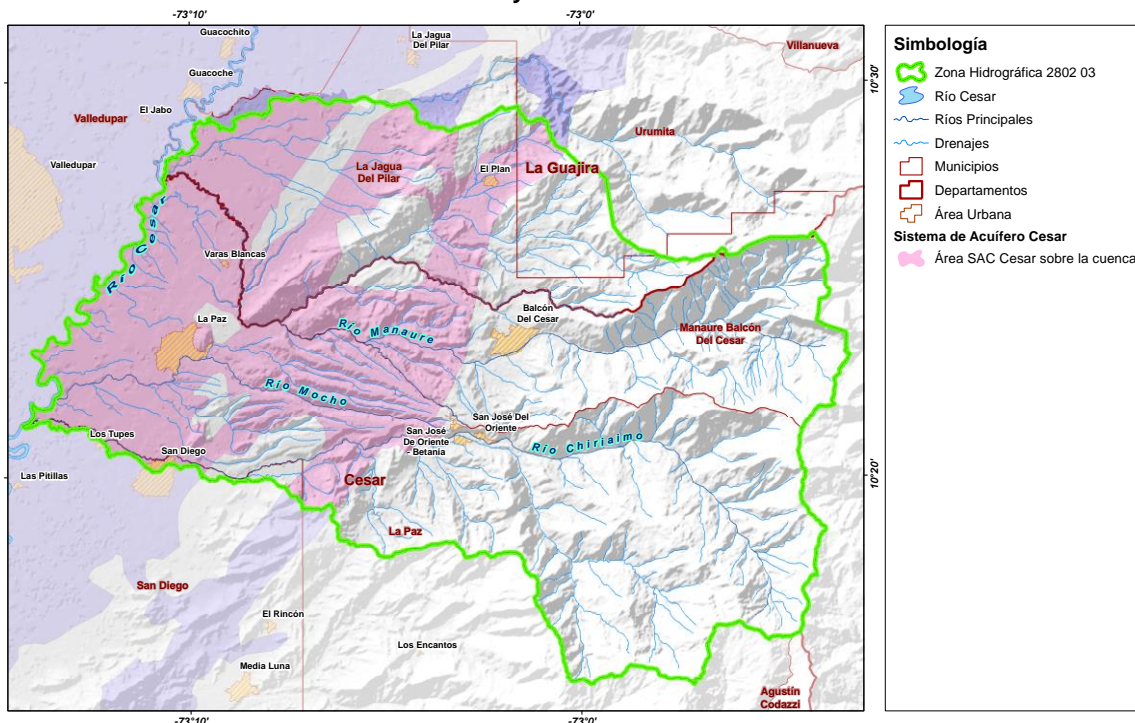 y
-73°10'
-73°0'
Guacochito
La Jagua
Del Pilar
Villanueva
Guacoche
10°30'
El Jabo
Valledupar
Urumita
Valledupar
La Jagua
Del Pilar
El Plan
La Guajira
Río Cesar
Varas Blancas
La Paz
Balcón
Del Cesar
Río Manaure
Manaure Balcón
Del Cesar
Río Mocho
San José Del
Oriente
San José
De Oriente
- Betania
Río Chiriaimo
Los Tupes
San Diego
Las Pitillas
Cesar
10°20'
La Paz
San Diego
El Rincón
Los Encantos
Media Luna
Agustín
Codazzi
-73°10'
-73°0'
Simbología
Zona Hidrográfica 2802 03
Río Cesar
Ríos Principales
Drenajes
Municipios
Departamentos
Área Urbana
Sistema de Acuífero Cesar
Área SAC Cesar sobre la cuenca